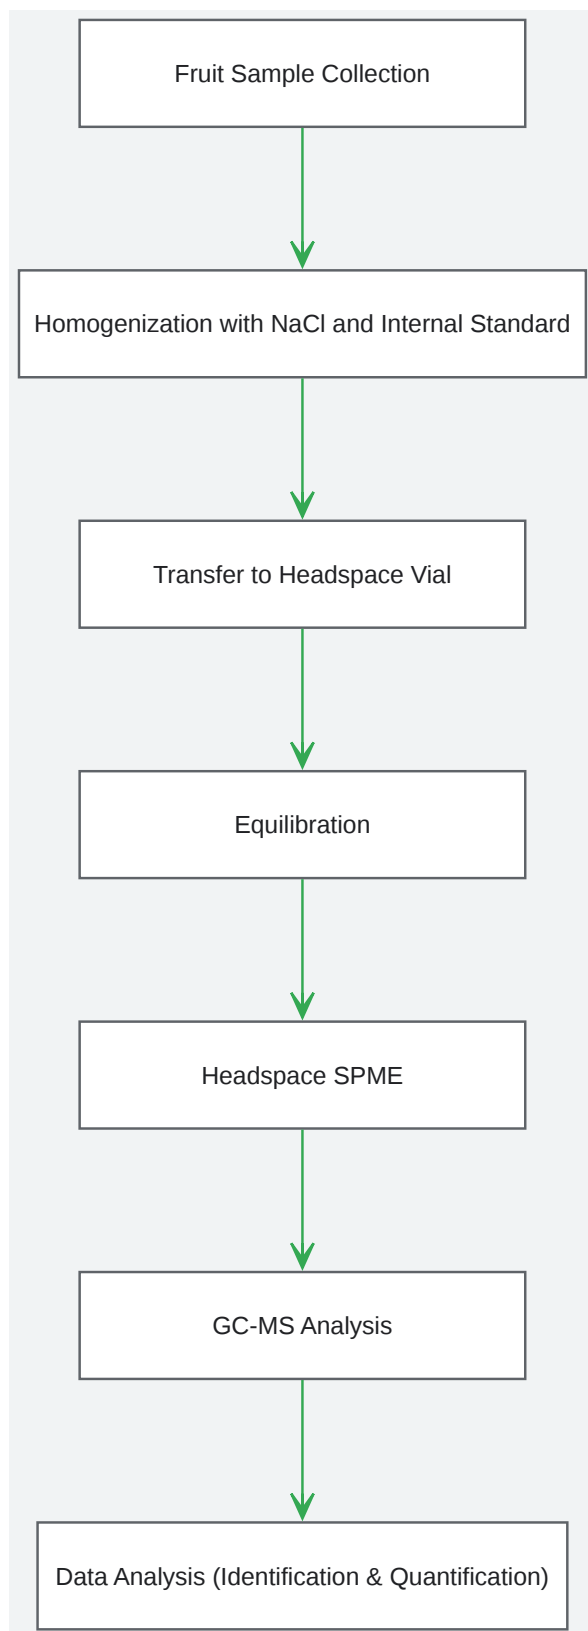 Fruit Sample Collection
Homogenization with NaCl and Internal Standard
Transfer to Headspace Vial
Equilibration
Headspace SPME
GC-MS Analysis
Data Analysis (Identification & Quantification)